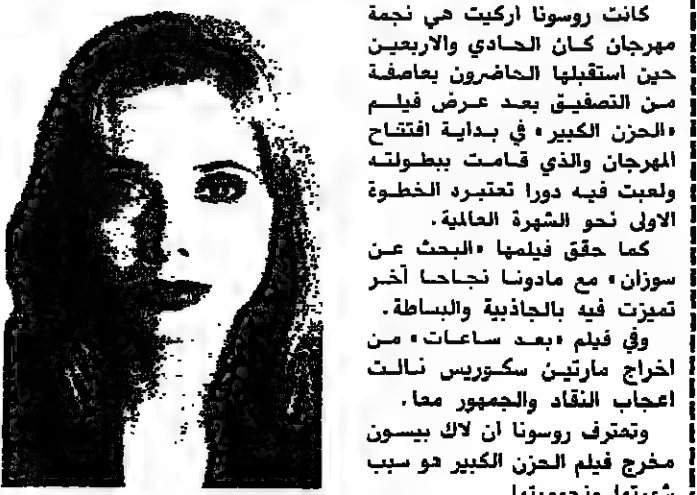 كانت روسونا اركيت هي نجمة
مهرجان كان الحادي والاربعين
حين استقبلها الحاضرون بعاصفة
من التصفيق بعد عرض فيلم
«الحزن الكبير» في بداية افتتاح
المهرجان والذي قامت ببطولته
ولعبت فيه دورا تعتبره الخطوة
الاولى نحو الشهرة العالمية.
كما حقق فيلمها «البحث عن
سوزان» مع مادونا نجاحا آخر
تميزت فيه بالجاذبية والبساطة.
وفي فيلم «بعد ساعات» من
اخراج مارتين سكوريس نالت
اعجاب النقاد والجمهور معا.
وتعترف روسونا ان لاك بيسون
مخرج فيلم الحزن الكبير هو سبب